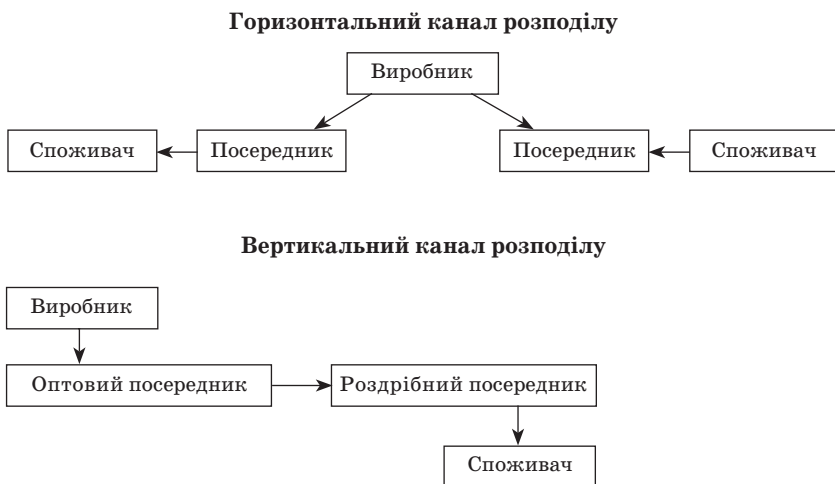 Горизонтальний канал розподілу
Виробник
Споживач Посередник Посередник Споживач
Вертикальний канал розподілу
Виробник
Оптовий посередник Роздрібний посередник
Споживач